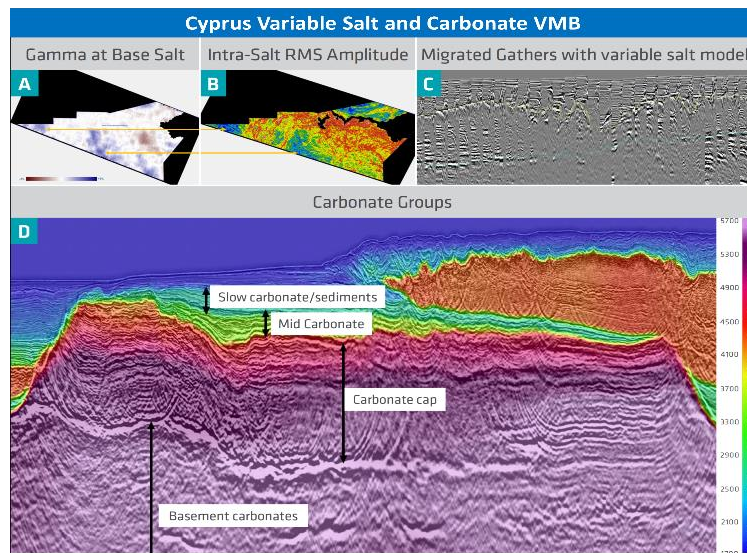 Cyprus Variable Salt and Carbonate VMB
Gamma at Base Salt
Intra-Salt RMS Amplitude
Migrated Gathers with variable salt model
A
B
C
Carbonate Groups
D
5700
5300
4900
4500
4100
3700
3300
2900
2500
2100
Slow carbonate/sediments
Mid Carbonate
Carbonate cap
Basement carbonates